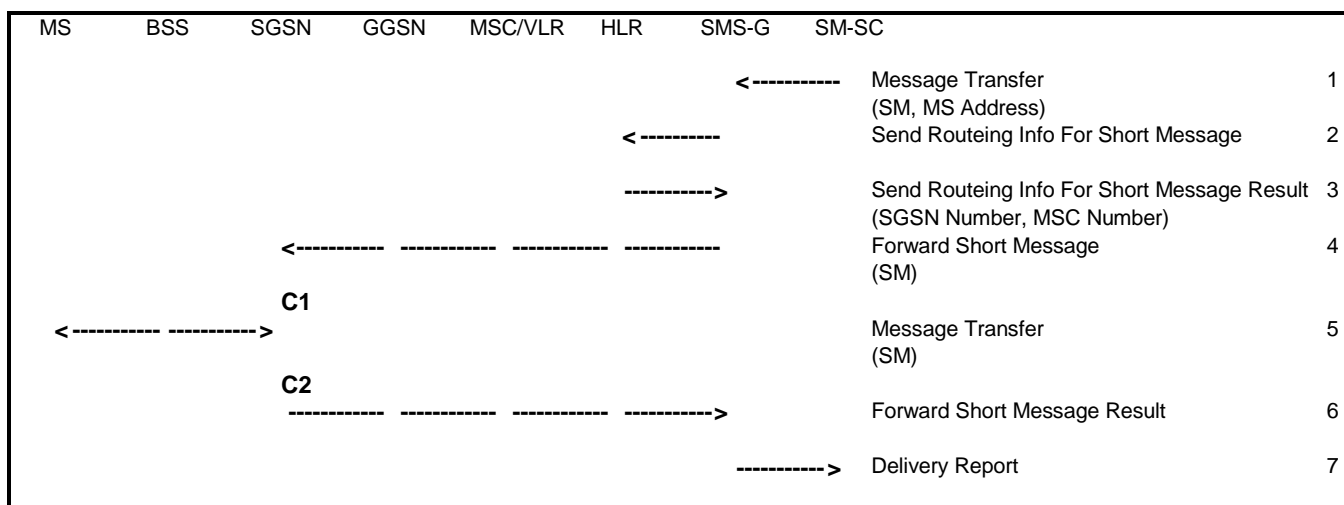 MS BSS SGSN GGSN MSC/VLR HLR SMS-G SM-SC
Message Transfer 1
(SM, MS Address)
Send Routeing Info For Short Message 2
Send Routeing Info For Short Message Result 3
(SGSN Number, MSC Number)
Forward Short Message 4
(SM)
C1
Message Transfer 5
(SM)
C2
Forward Short Message Result 6
Delivery Report 7